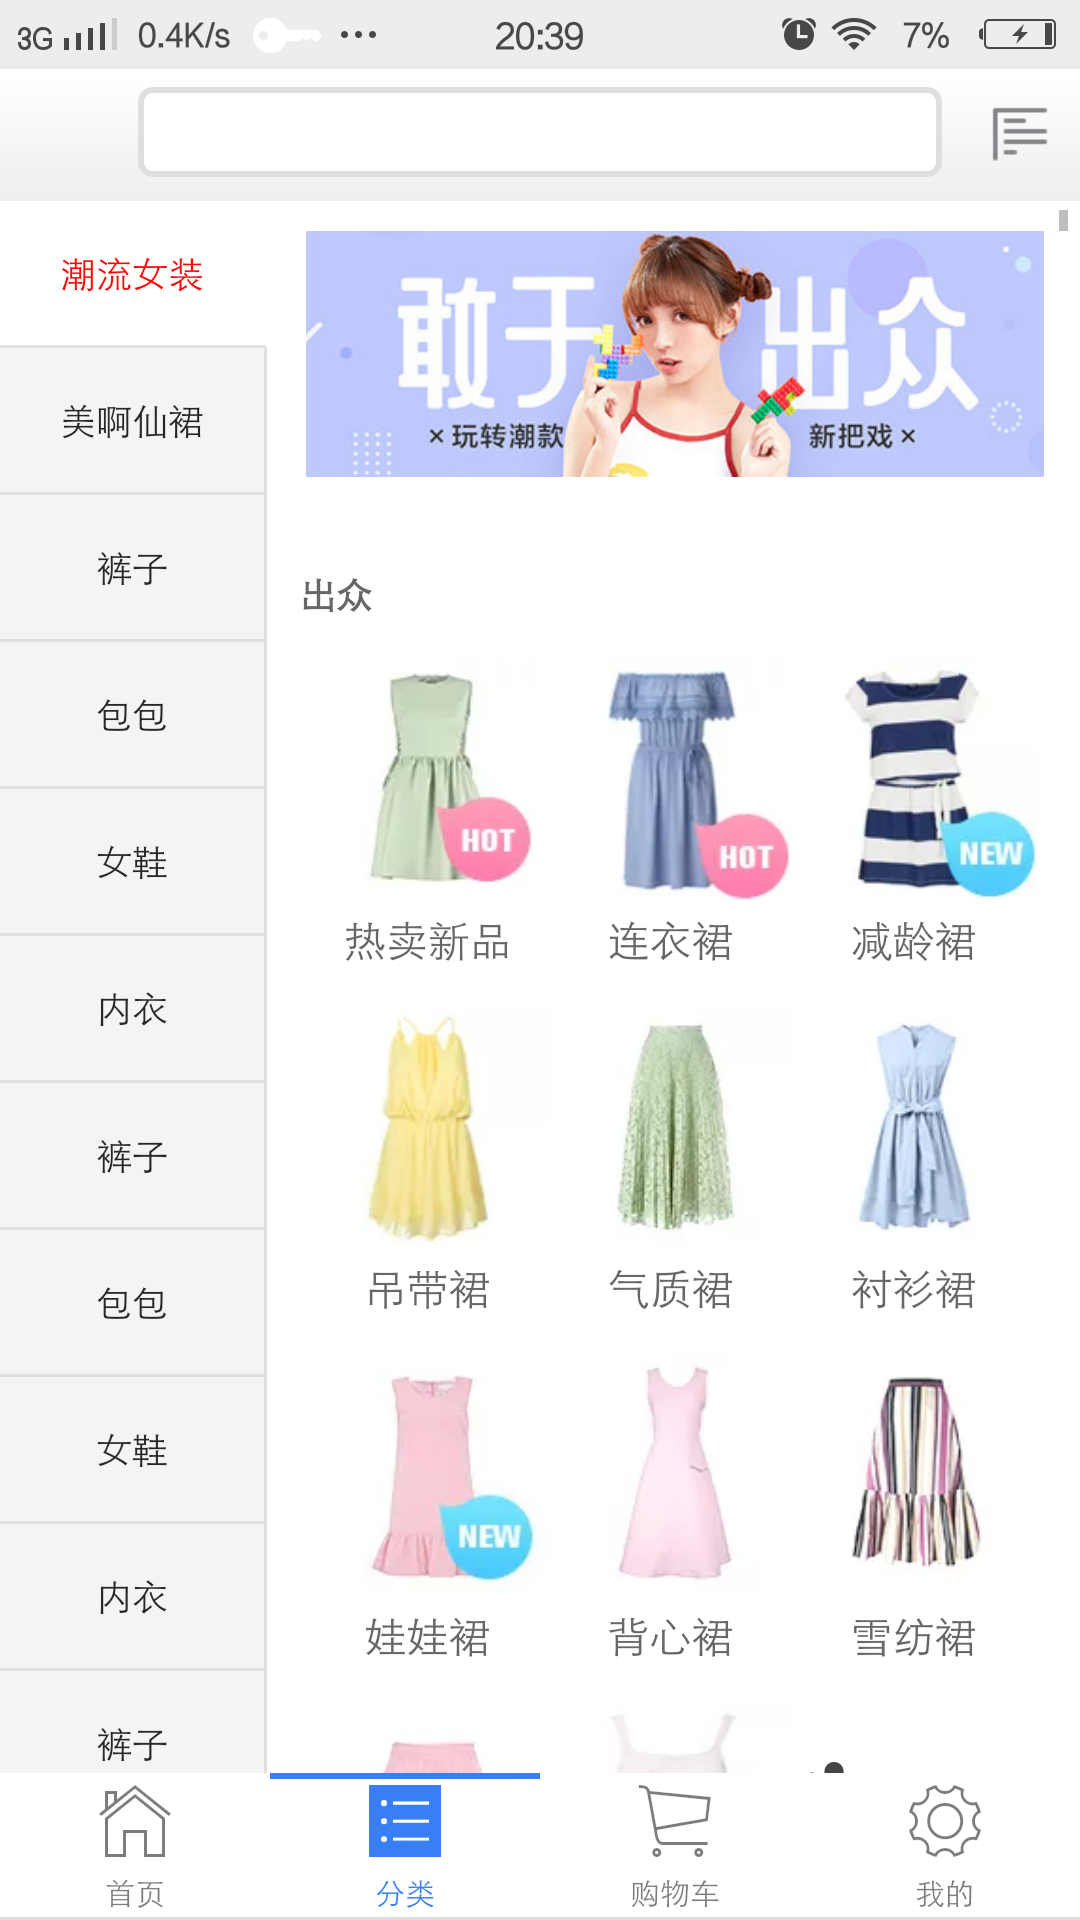 3G 0.4K/s 20:39 7%
潮流女装
美啊仙裙
裤子
包包
女鞋
内衣
裤子
包包
女鞋
内衣
裤子
敢于出众
×玩转潮款 新把戏×
出众
HOT HOT NEW
热卖新品 连衣裙 减龄裙
吊带裙 气质裙 衬衫裙
NEW
娃娃裙 背心裙 雪纺裙
首页 分类 购物车 我的